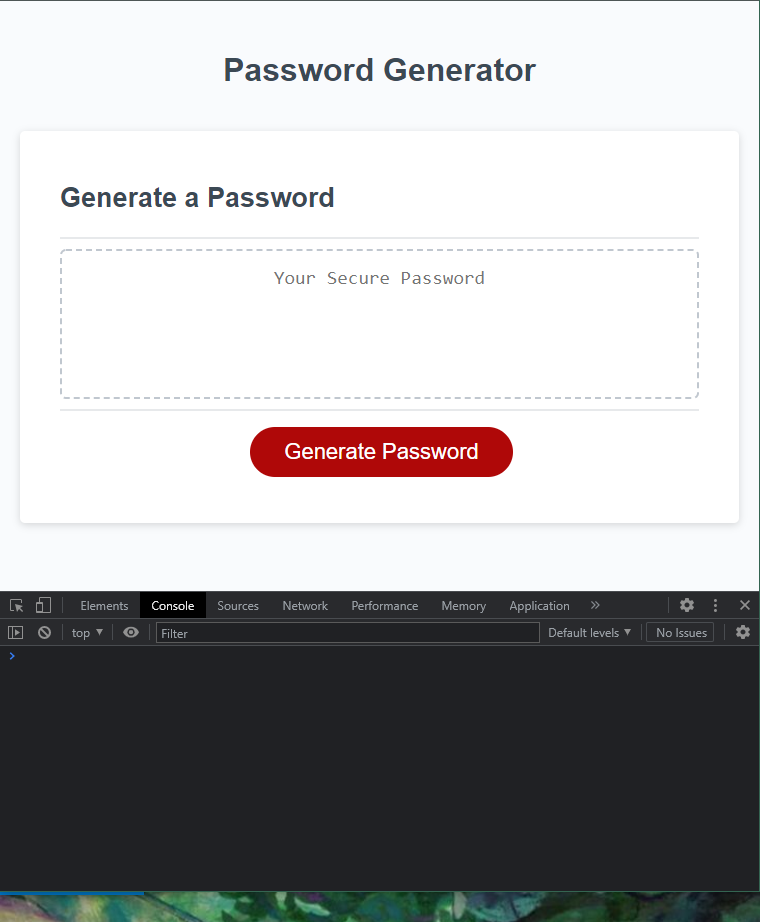 Password Generator
Generate a Password
Your Secure Password
Generate Password
Elements Console Sources Network Performance Memory Application »
top ▼ Filter Default levels ▼ No Issues